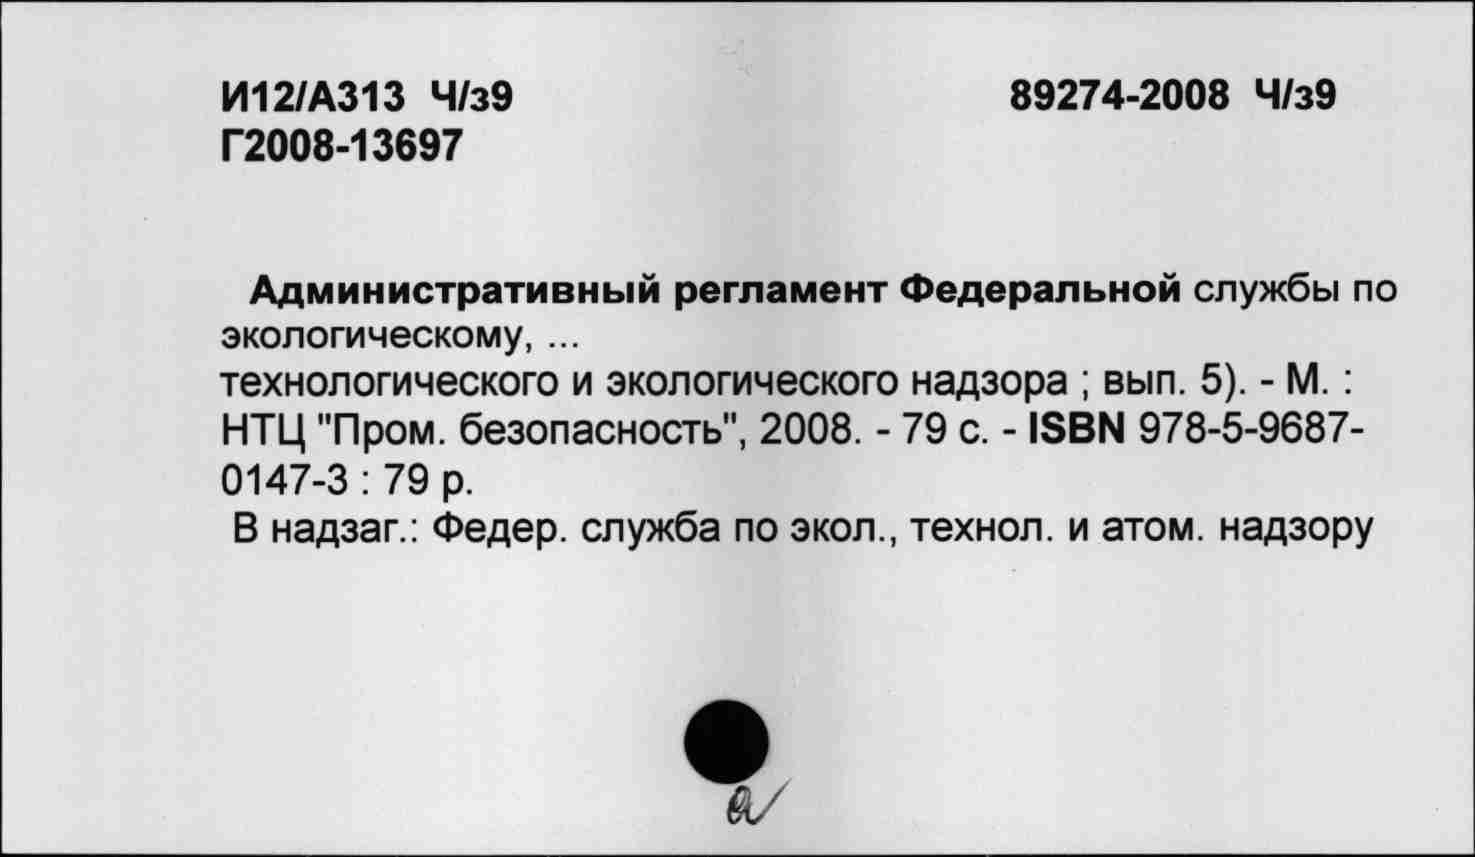 И12/А313 Ч/з9 89274-2008 Ч/з9
Г2008-13697
Административный регламент Федеральной службы по
экологическому, ...
технологического и экологического надзора ; вып. 5). - М. :
НТЦ "Пром. безопасность", 2008. - 79 с. - ISBN 978-5-9687-
0147-3 : 79 р.
В надзаг.: Федер. служба по экол., технол. и атом. надзору